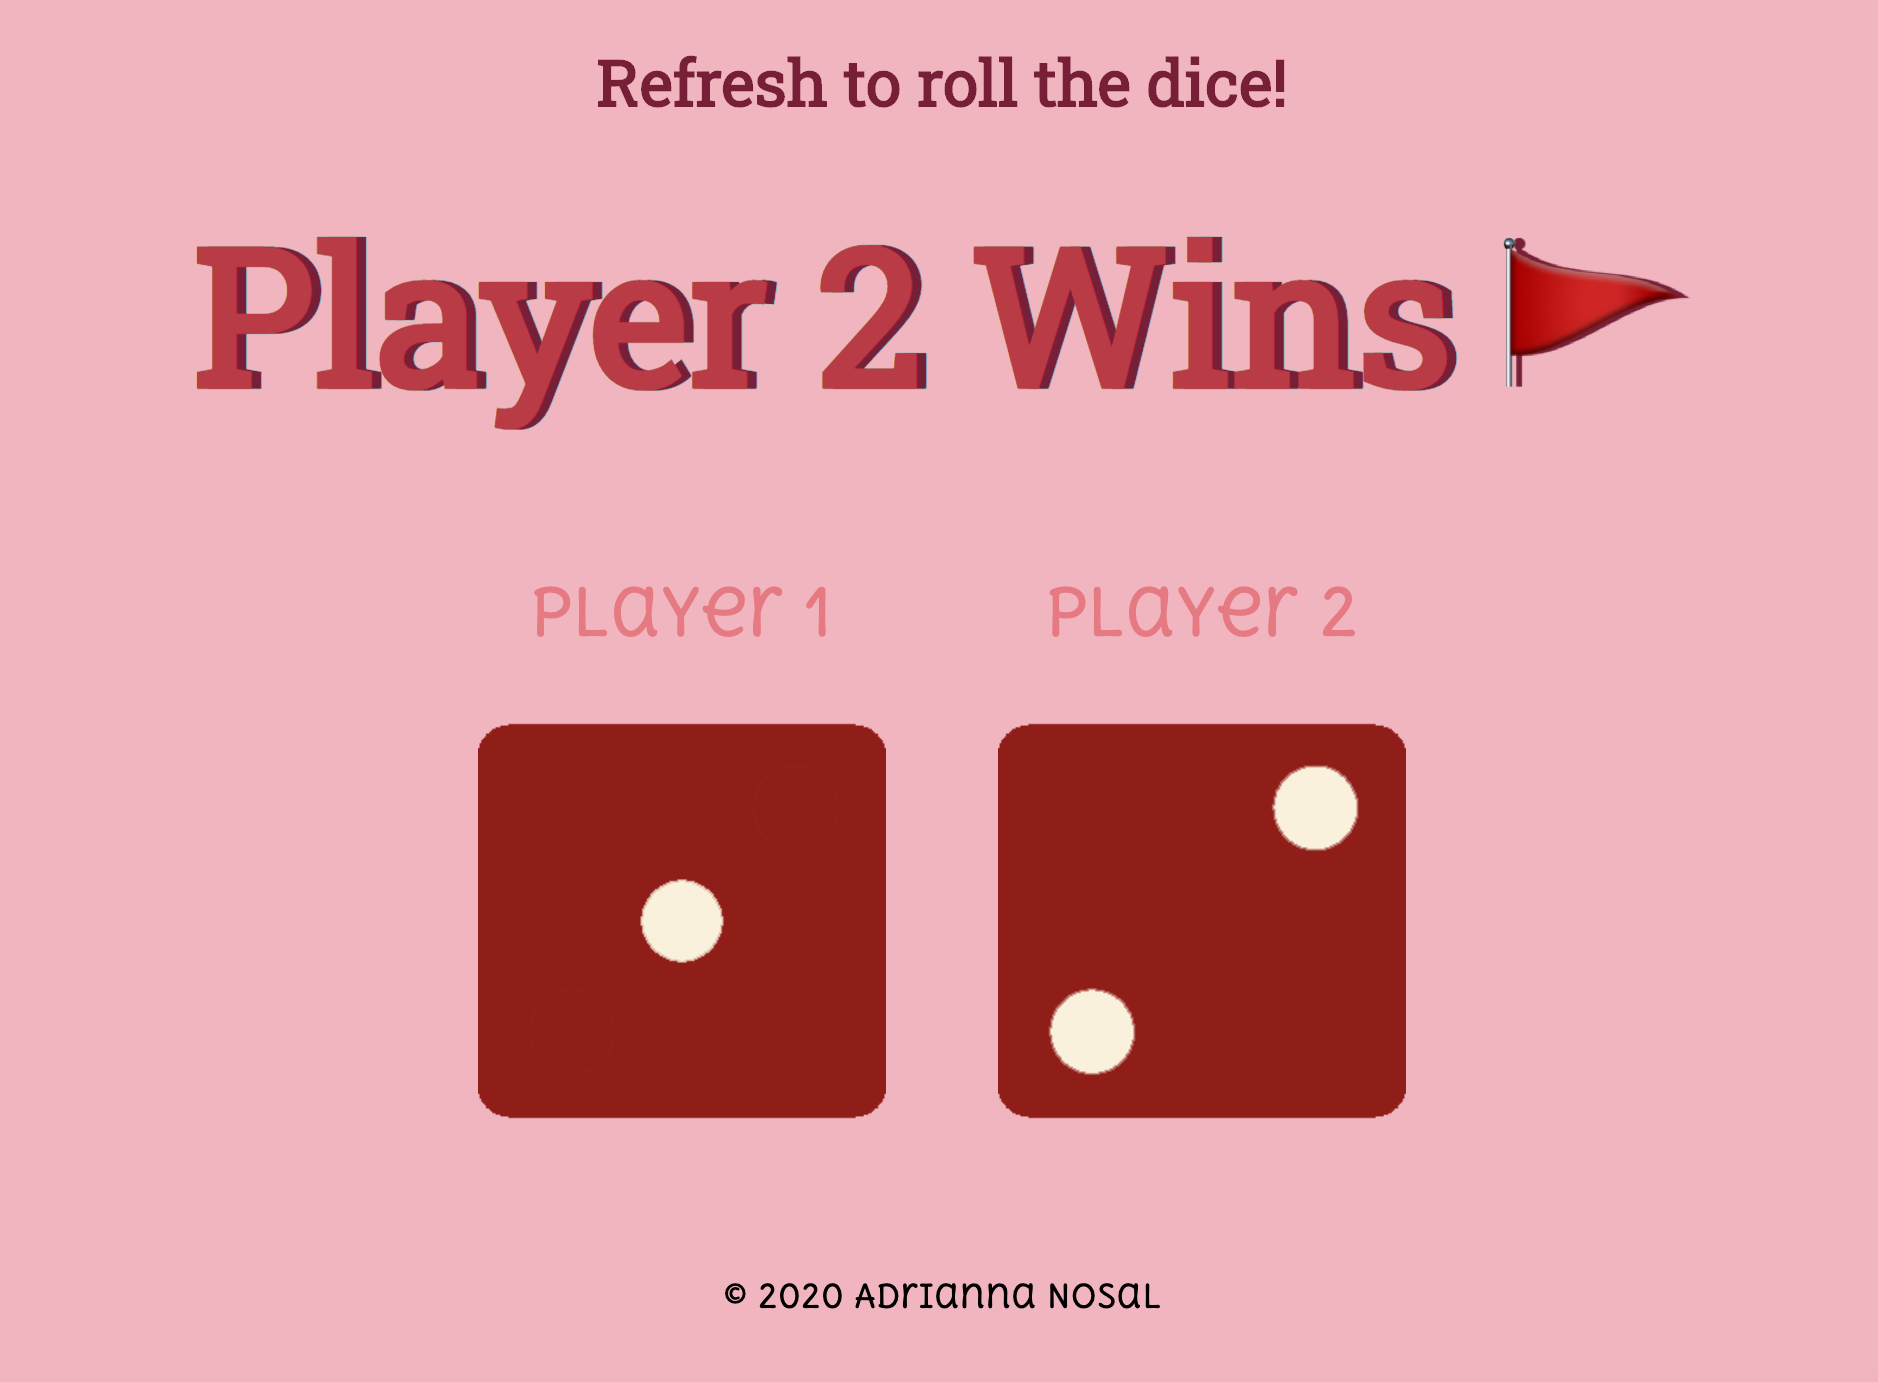 Refresh to roll the dice!
Player 2 Wins 🚩
Player 1
Player 2
© 2020 Adrianna Nosal